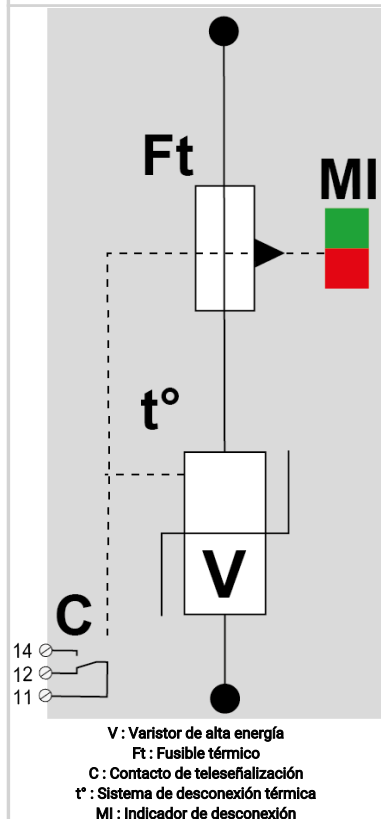 Ft
MI
t°
V
C
14
12
11
V : Varistor de alta energía
Ft : Fusible térmico
C : Contacto de teleseñalización
t° : Sistema de desconexión térmica
MI : Indicador de desconexión